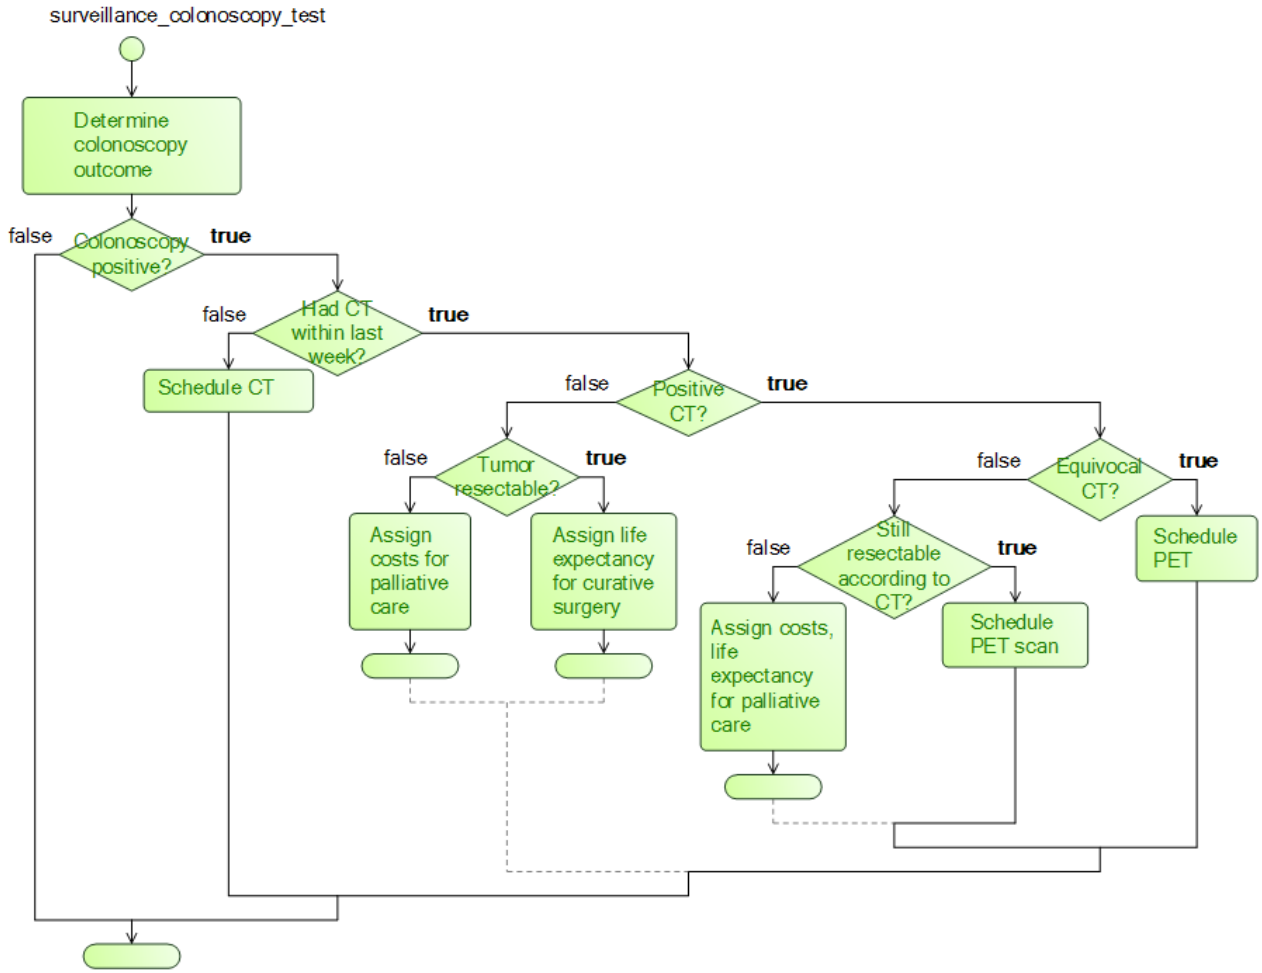 surveillance_colonoscopy_test
Determine
colonoscopy
outcome
false
true
Colonoscopy
positive?
false
true
Had CT
within last
week?
Schedule CT
false
true
Positive
CT?
false
true
Tumor
resectable?
false
true
Equivocal
CT?
Assign
costs for
palliative
care
Assign life
expectancy
for curative
surgery
false
true
Still
resectable
according to
CT?
Schedule
PET
Assign costs,
life
expectancy
for palliative
care
Schedule
PET scan